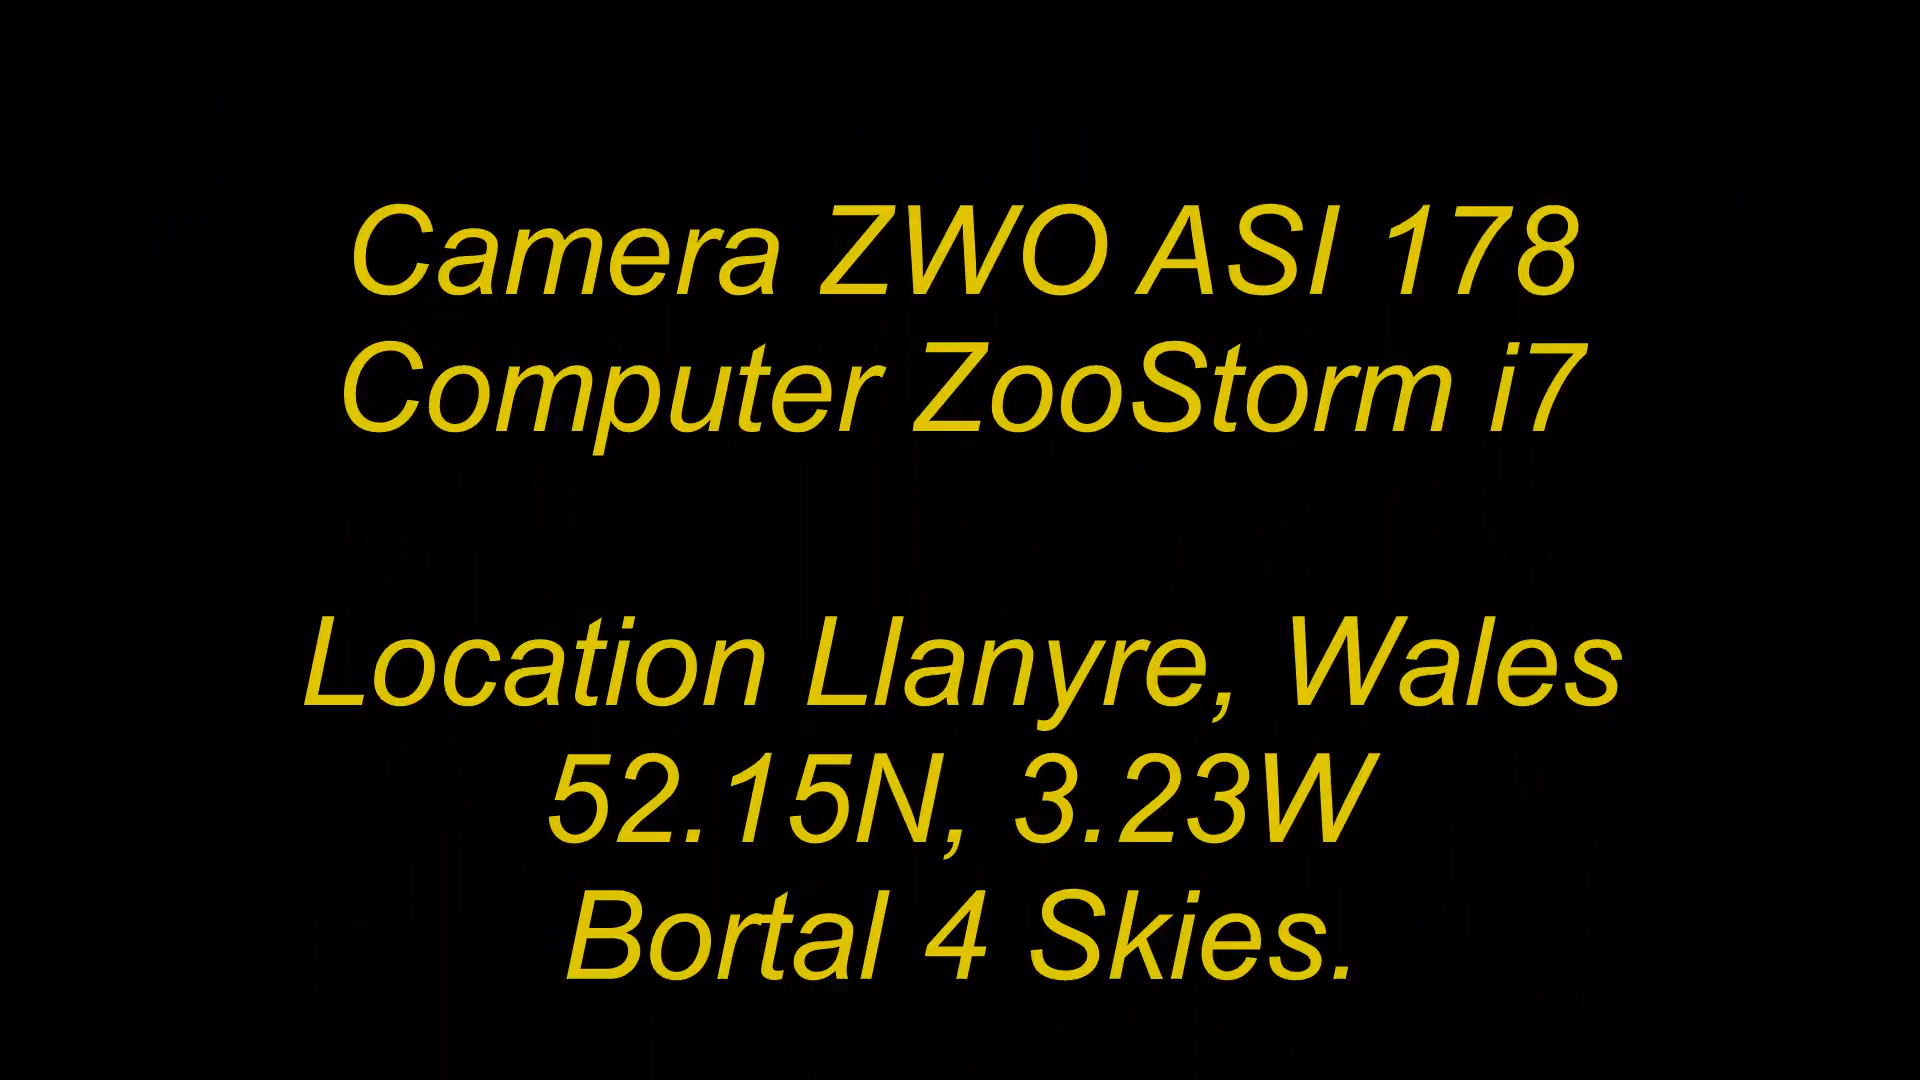 Camera ZWO ASI 178
Computer ZooStorm i7
Location Llanyre, Wales
52.15N, 3.23W
Bortal 4 Skies.